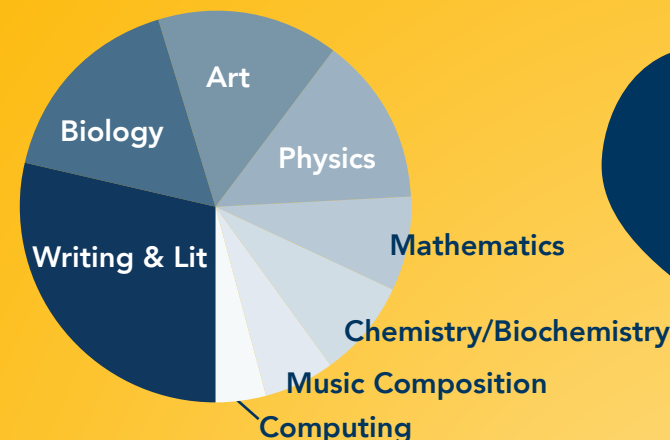 Art
Biology
Physics
Mathematics
Writing & Lit
Chemistry/Biochemistry
Music Composition
Computing